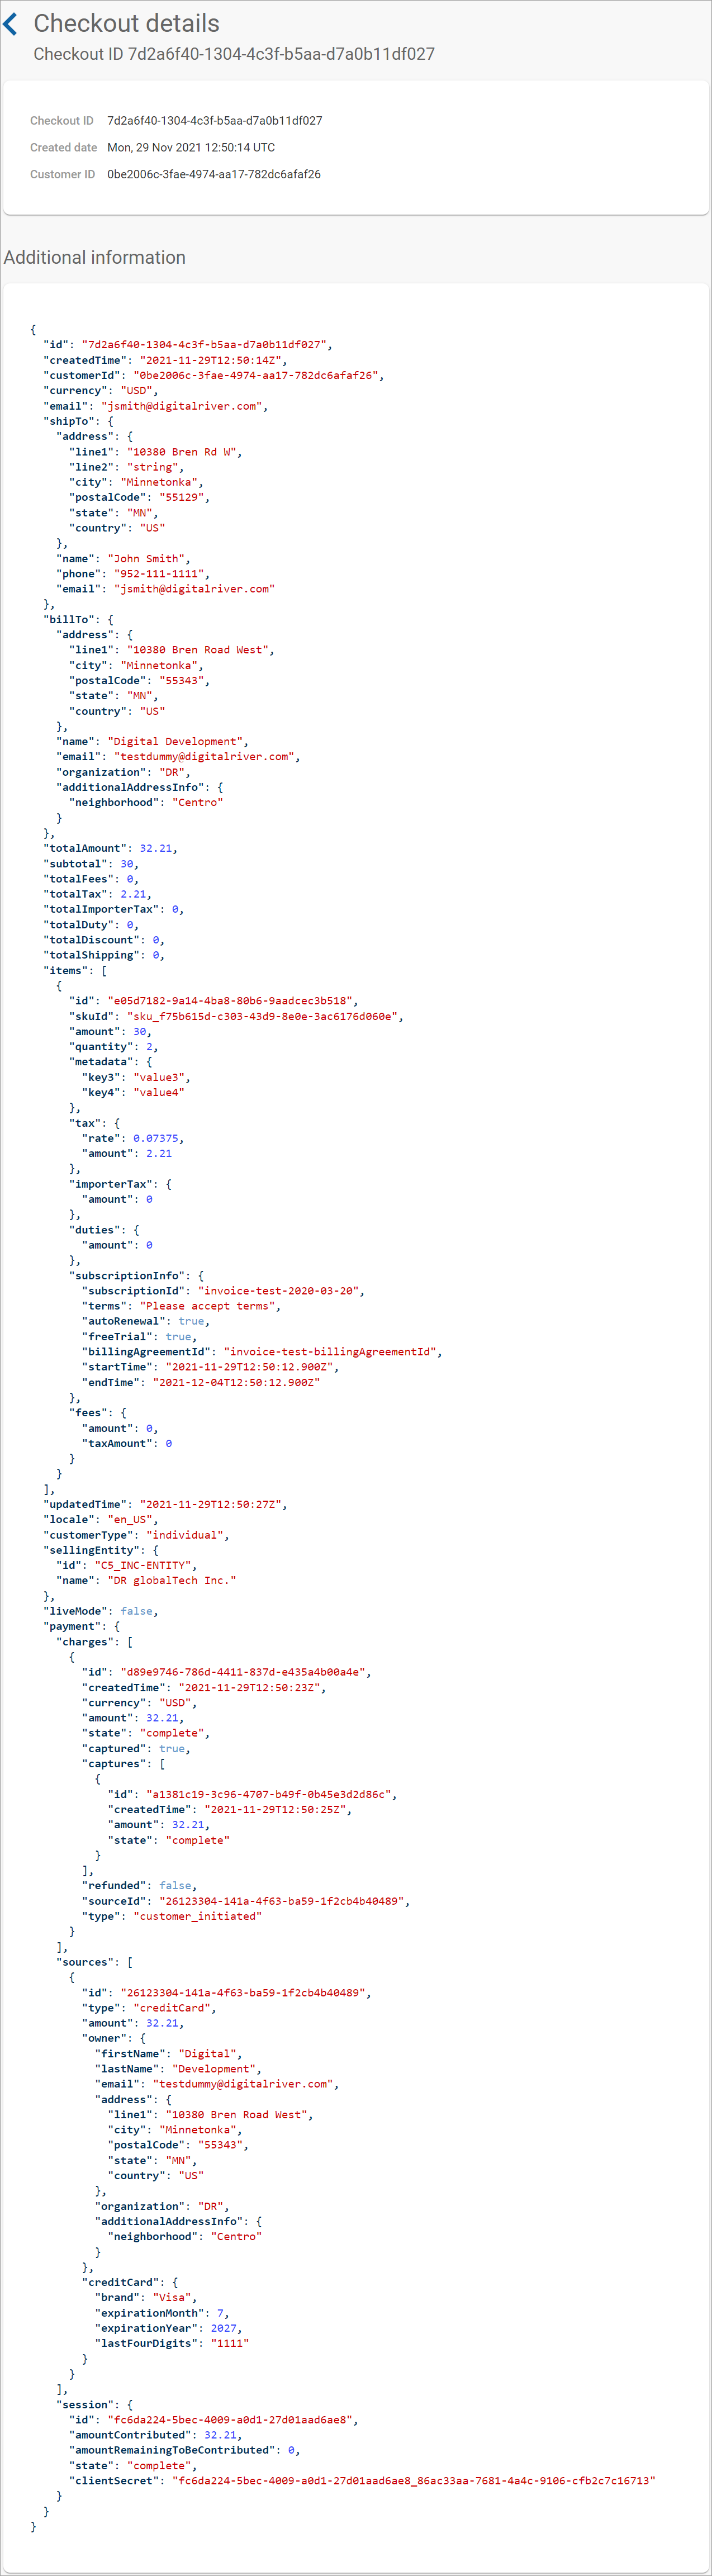 Checkout details
Checkout ID 7d2a6f40-1304-4c3f-b5aa-d7a0b11df027
Checkout ID 7d2a6f40-1304-4c3f-b5aa-d7a0b11df027
Created date Mon, 29 Nov 2021 12:50:14 UTC
Customer ID 0be2006c-3fae-4974-aa17-782dc6afaf26
Additional information
{
"id": "7d2a6f40-1304-4c3f-b5aa-d7a0b11df027",
"createdTime": "2021-11-29T12:50:14Z",
"customerId": "0be2006c-3fae-4974-aa17-782dc6afaf26",
"currency": "USD",
"email": "jsmith@digitalriver.com",
"shipTo": {
"address": {
"line1": "10380 Bren Rd W",
"line2": "string",
"city": "Minnetonka",
"postalCode": "55129",
"state": "MN",
"country": "US"
},
"name": "John Smith",
"phone": "952-111-1111",
"email": "jsmith@digitalriver.com"
},
"billTo": {
"address": {
"line1": "10380 Bren Road West",
"city": "Minnetonka",
"postalCode": "55343",
"state": "MN",
"country": "US"
},
"name": "Digital Development",
"email": "testdummy@digitalriver.com",
"organization": "DR",
"additionalAddressInfo": {
"neighborhood": "Centro"
}
},
"totalAmount": 32.21,
"subtotal": 30,
"totalFees": 0,
"totalTax": 2.21,
"totalImporterTax": 0,
"totalDuty": 0,
"totalDiscount": 0,
"totalShipping": 0,
"items": [
{
"id": "e05d7182-9a14-4ba8-80b6-9aadcec3b518",
"skuId": "sku_f75b615d-c303-43d9-8e0e-3ac6176d060e",
"amount": 30,
"quantity": 2,
"metadata": {
"key3": "value3",
"key4": "value4"
},
"tax": {
"rate": 0.07375,
"amount": 2.21
},
"importerTax": {
"amount": 0
},
"duties": {
"amount": 0
},
"subscriptionInfo": {
"subscriptionId": "invoice-test-2020-03-20",
"terms": "Please accept terms",
"autoRenewal": true,
"freeTrial": true,
"billingAgreementId": "invoice-test-billingAgreementId",
"startTime": "2021-11-29T12:50:12.900Z",
"endTime": "2021-12-04T12:50:12.900Z"
},
"fees": {
"amount": 0,
"taxAmount": 0
}
}
],
"updatedTime": "2021-11-29T12:50:27Z",
"locale": "en_US",
"customerType": "individual",
"sellingEntity": {
"id": "C5_INC-ENTITY",
"name": "DR globalTech Inc."
},
"liveMode": false,
"payment": {
"charges": [
{
"id": "d89e9746-786d-4411-837d-e435a4b00a4e",
"createdTime": "2021-11-29T12:50:23Z",
"currency": "USD",
"amount": 32.21,
"state": "complete",
"captured": true,
"captures": [
{
"id": "a1381c19-3c96-4707-b49f-0b45e3d2d86c",
"createdTime": "2021-11-29T12:50:25Z",
"amount": 32.21,
"state": "complete"
}
],
"refunded": false,
"sourceId": "26123304-141a-4f63-ba59-1f2cb4b40489",
"type": "customer_initiated"
}
],
"sources": [
{
"id": "26123304-141a-4f63-ba59-1f2cb4b40489",
"type": "creditCard",
"amount": 32.21,
"owner": {
"firstName": "Digital",
"lastName": "Development",
"email": "testdummy@digitalriver.com",
"address": {
"line1": "10380 Bren Road West",
"city": "Minnetonka",
"postalCode": "55343",
"state": "MN",
"country": "US"
},
"organization": "DR",
"additionalAddressInfo": {
"neighborhood": "Centro"
}
},
"creditCard": {
"brand": "Visa",
"expirationMonth": 7,
"expirationYear": 2027,
"lastFourDigits": "1111"
}
}
],
"session": {
"id": "fc6da224-5bec-4009-a0d1-27d01aad6ae8",
"amountContributed": 32.21,
"amountRemainingToBeContributed": 0,
"state": "complete",
"clientSecret": "fc6da224-5bec-4009-a0d1-27d01aad6ae8_86ac33aa-7681-4a4c-9106-cfb2c7c16713"
}
}
}